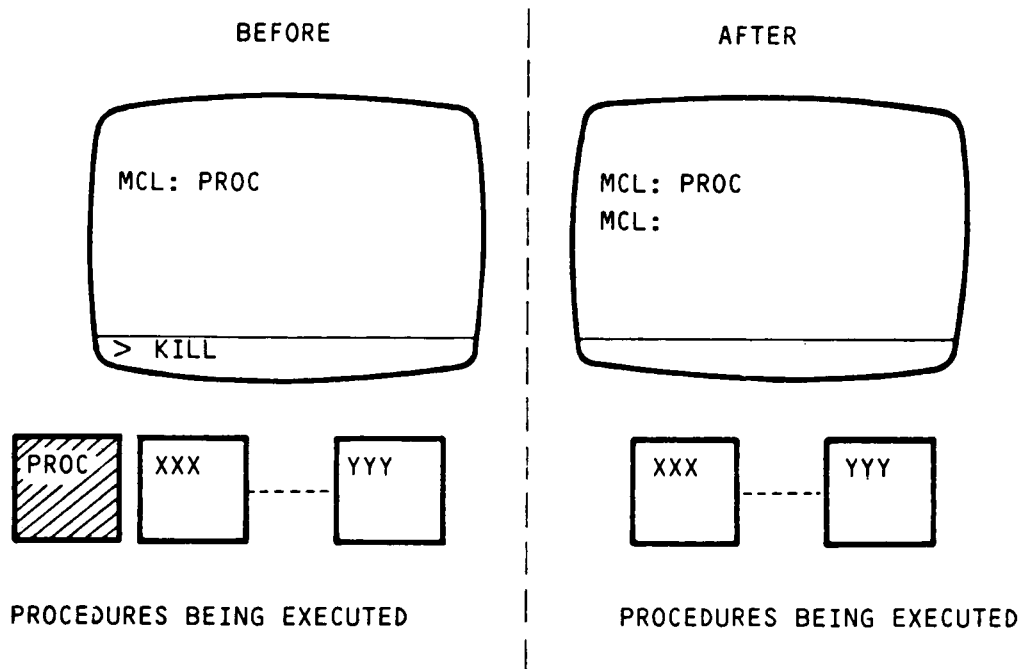 BEFORE
MCL: PROC
> KILL
PROC
XXX
YYY
PROCEDURES BEING EXECUTED
AFTER
MCL: PROC
MCL:
XXX
YYY
PROCEDURES BEING EXECUTED